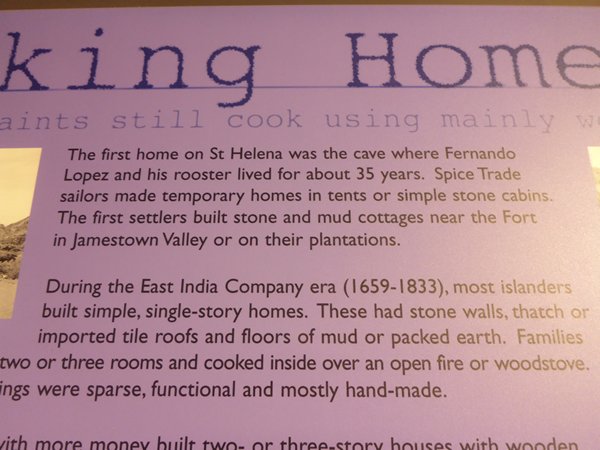 king Home
aints still cook using mainly w
The first home on St Helena was the cave where Fernando
Lopez and his rooster lived for about 35 years. Spice Trade
sailors made temporary homes in tents or simple stone cabins.
The first settlers built stone and mud cottages near the Fort
in Jamestown Valley or on their plantations.
During the East India Company era (1659-1833), most islanders
built simple, single-story homes. These had stone walls, thatch or
imported tile roofs and floors of mud or packed earth. Families
two or three rooms and cooked inside over an open fire or woodstove.
ings were sparse, functional and mostly hand-made.
with more money built two- or three-story houses with wooden